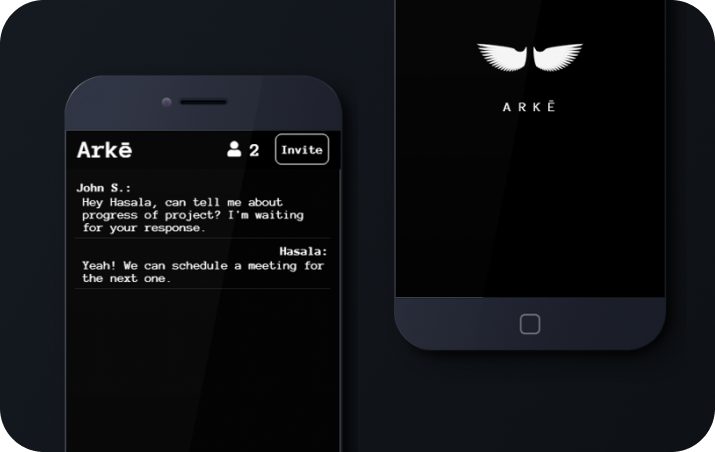 Arkē
2
Invite
John S.:
Hey Hasala, can tell me about
progress of project? I'm waiting
for your response.
Hasala:
Yeah! We can schedule a meeting for
the next one.
ARKĒ